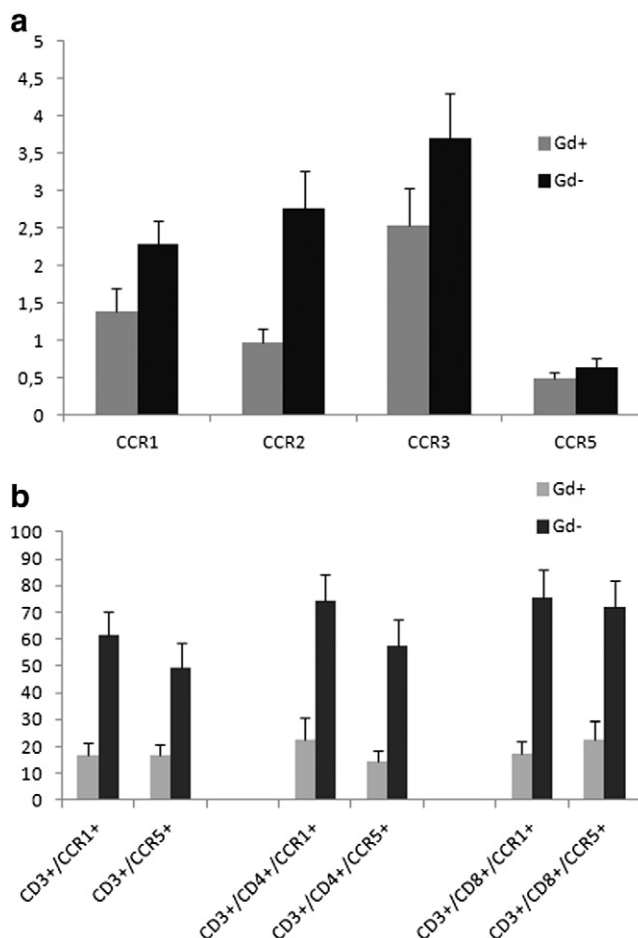 a
5
4,5
4
3,5
3
2,5
2
1,5
1
0,5
0
Gd+
Gd-
CCR1 CCR2 CCR3 CCR5
b
Gd+
Gd-
100
90
80
70
60
50
40
30
20
10
0
CD3+/CCR1+
CD3+/CCR5+
CD3+/CD4+/CCR1+
CD3+/CD4+/CCR5+
CD3+/CD8+/CCR1+
CD3+/CD8+/CCR5+